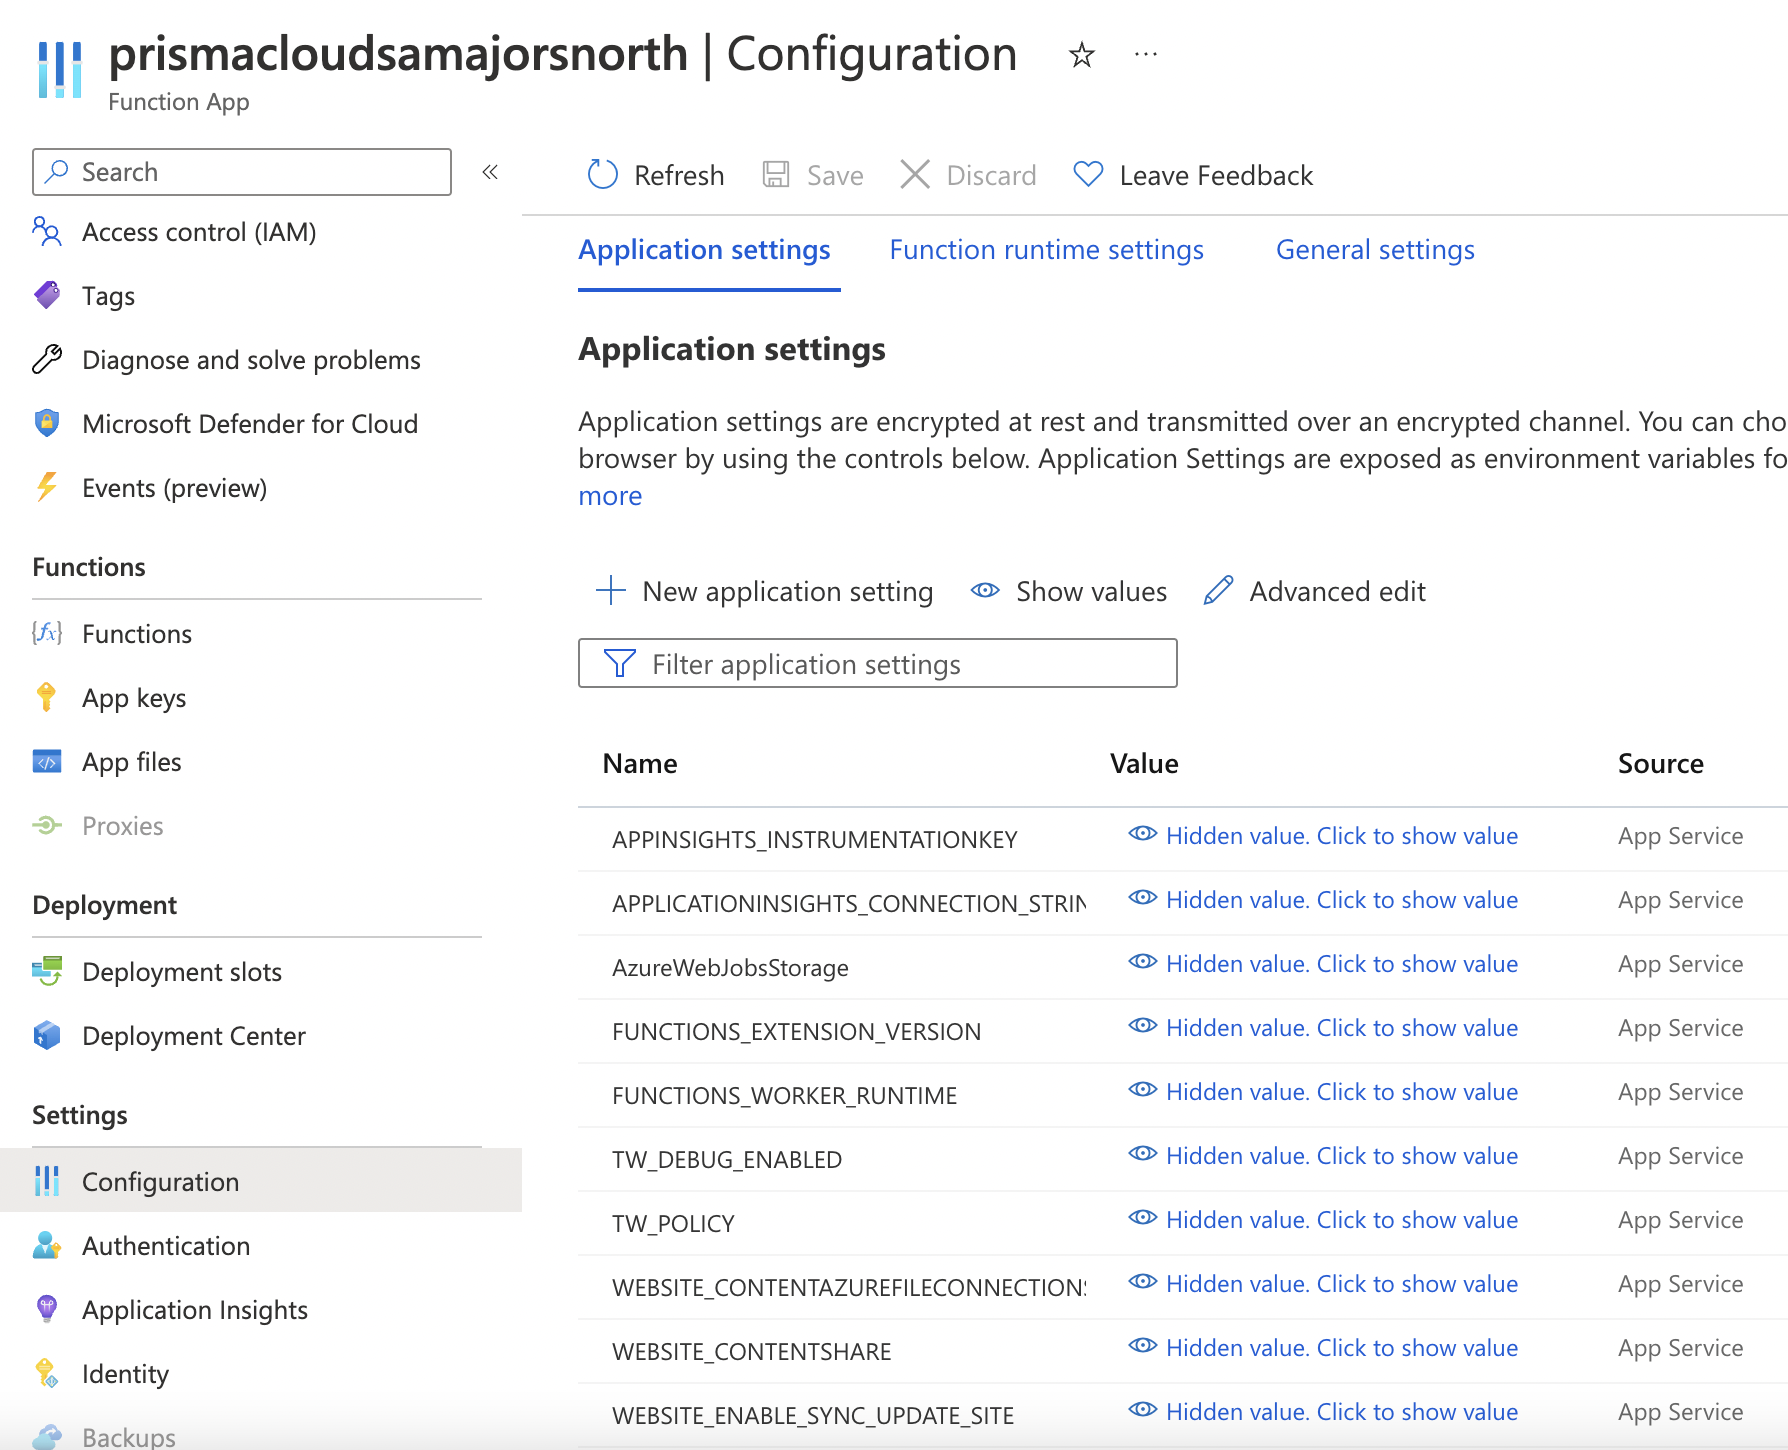 prismacloudsamajorsnorth | Configuration ☆ ···
Function App
Search «
Access control (IAM)
Tags
Diagnose and solve problems
Microsoft Defender for Cloud
Events (preview)
Functions
Functions
App keys
App files
Proxies
Deployment
Deployment slots
Deployment Center
Settings
Configuration
Authentication
Application Insights
Identity
Backups
Refresh Save Discard Leave Feedback
Application settings Function runtime settings General settings
Application settings
Application settings are encrypted at rest and transmitted over an encrypted channel. You can cho
browser by using the controls below. Application Settings are exposed as environment variables fo
more
New application setting Show values Advanced edit
Filter application settings
Name Value Source
APPINSIGHTS_INSTRUMENTATIONKEY Hidden value. Click to show value App Service
APPLICATIONINSIGHTS_CONNECTION_STRIN Hidden value. Click to show value App Service
AzureWebJobsStorage Hidden value. Click to show value App Service
FUNCTIONS_EXTENSION_VERSION Hidden value. Click to show value App Service
FUNCTIONS_WORKER_RUNTIME Hidden value. Click to show value App Service
TW_DEBUG_ENABLED Hidden value. Click to show value App Service
TW_POLICY Hidden value. Click to show value App Service
WEBSITE_CONTENTAZUREFILECONNECTIONS Hidden value. Click to show value App Service
WEBSITE_CONTENTSHARE Hidden value. Click to show value App Service
WEBSITE_ENABLE_SYNC_UPDATE_SITE Hidden value. Click to show value App Service